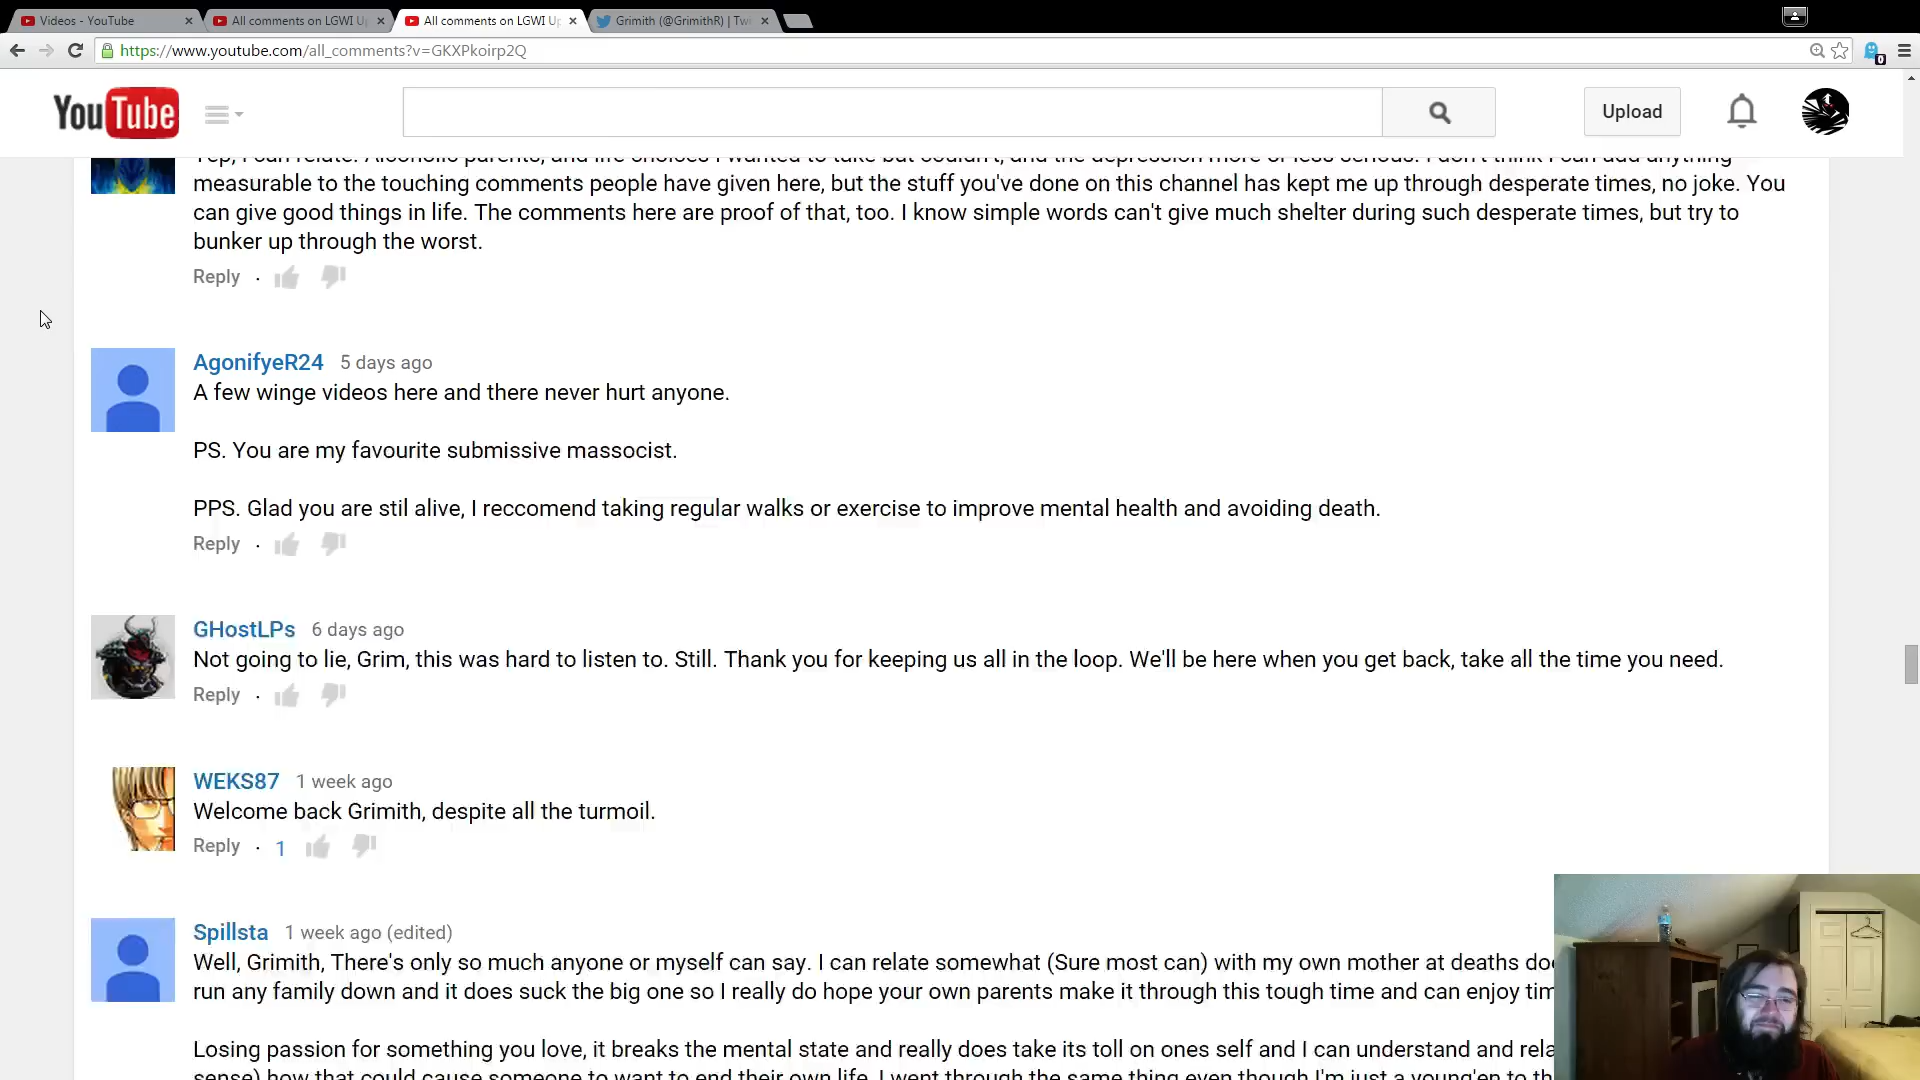 Videos - YouTube
All comments on LGWI U
All comments on LGWI U
Grimith (@GrimithR) | Tw
https://www.youtube.com/all_comments?v=GKXPkoirp2Q
0
YouTube
Upload
Yep, I can relate. Alcoholic parents, and life choices I wanted to take but couldn't, and the depression more or less serious. I don't think I can add anything
measurable to the touching comments people have given here, but the stuff you've done on this channel has kept me up through desperate times, no joke. You
can give good things in life. The comments here are proof of that, too. I know simple words can't give much shelter during such desperate times, but try to
bunker up through the worst.
Reply ·
AgonifyeR24 5 days ago
A few winge videos here and there never hurt anyone.
PS. You are my favourite submissive massocist.
PPS. Glad you are stil alive, I reccomend taking regular walks or exercise to improve mental health and avoiding death.
Reply ·
GHostLPs 6 days ago
Not going to lie, Grim, this was hard to listen to. Still. Thank you for keeping us all in the loop. We'll be here when you get back, take all the time you need.
Reply ·
WEKS87 1 week ago
Welcome back Grimith, despite all the turmoil.
Reply · 1
Spillsta 1 week ago (edited)
Well, Grimith, There's only so much anyone or myself can say. I can relate somewhat (Sure most can) with my own mother at deaths doo
run any family down and it does suck the big one so I really do hope your own parents make it through this tough time and can enjoy tim
Losing passion for something you love, it breaks the mental state and really does take its toll on ones self and I can understand and rela
sense) how that could cause someone to want to end their own life. I went through the same thing even though I'm just a young'en to th